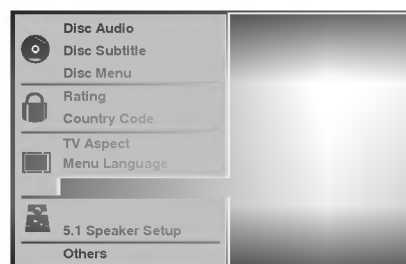 Disc Audio
Disc Subtitle
Disc Menu
Rating
Country Code
TV Aspect
Menu Language
5.1 Speaker Setup
Others